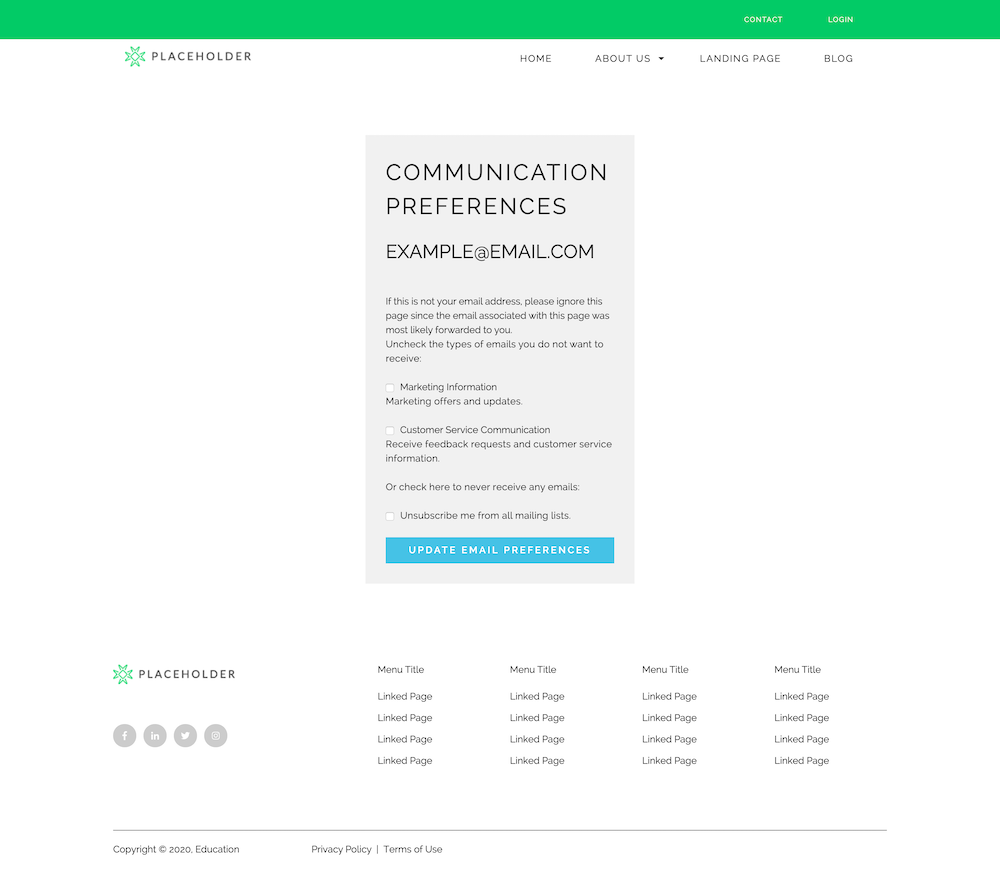 CONTACT LOGIN
PLACEHOLDER HOME ABOUT US LANDING PAGE BLOG
COMMUNICATION
PREFERENCES
EXAMPLE@EMAIL.COM
If this is not your email address, please ignore this
page since the email associated with this page was
most likely forwarded to you.
Uncheck the types of emails you do not want to
receive:
Marketing Information
Marketing offers and updates.
Customer Service Communication
Receive feedback requests and customer service
information.
Or check here to never receive any emails:
Unsubscribe me from all mailing lists.
UPDATE EMAIL PREFERENCES
PLACEHOLDER
Menu Title Menu Title Menu Title Menu Title
Linked Page Linked Page Linked Page Linked Page
Linked Page Linked Page Linked Page Linked Page
Linked Page Linked Page Linked Page Linked Page
Linked Page Linked Page Linked Page Linked Page
Copyright © 2020, Education Privacy Policy | Terms of Use